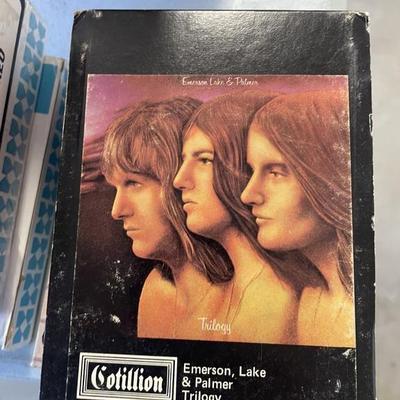 Emerson Lake & Palmer
Trilogy
Cotillion
Emerson, Lake
& Palmer
Trilogy